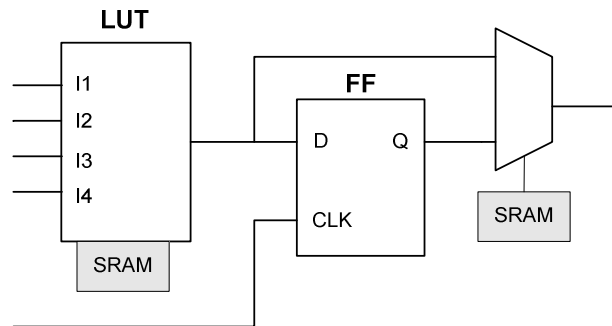 LUT
I1
I2
I3
I4
SRAM
FF
D Q
CLK
SRAM